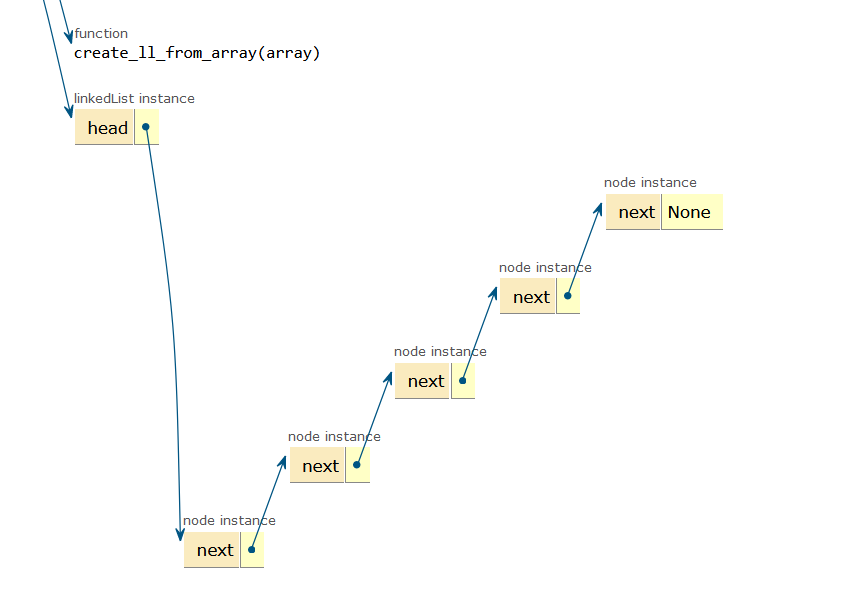 function
create_ll_from_array(array)
linkedList instance
head
node instance
next None
node instance
next
node instance
next
node instance
next
node instance
next